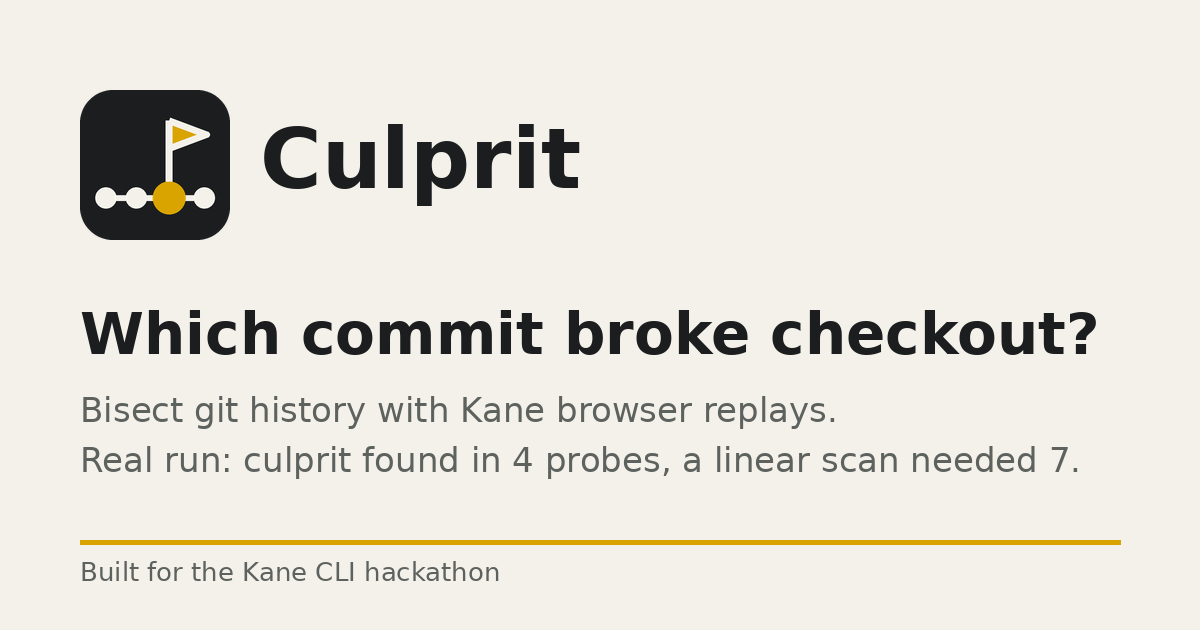 Culprit
Which commit broke checkout?
Bisect git history with Kane browser replays.
Real run: culprit found in 4 probes, a linear scan needed 7.
Built for the Kane CLI hackathon